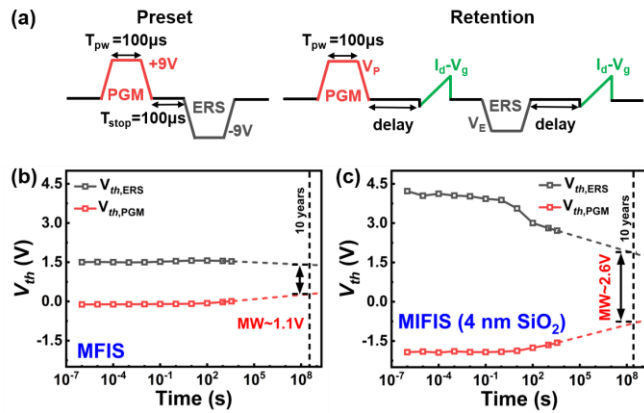 (a) Preset Retention
Tpw=100μs Tpw=100μs Id-Vg Id-Vg
+9V VP
PGM ERS PGM ERS
Tstop=100μs -9V delay VE delay
(b) (c)
4.5 4.5
Vth,ERS Vth,ERS
Vth,PGM Vth,PGM
10 years 10 years
3.0 3.0
Vth (V) Vth (V)
1.5 1.5
0.0 0.0
MW~1.1V MW~2.6V
-1.5 -1.5
MFIS MIFIS (4 nm SiO2)
10-7 10-4 10-1 102 105 108 10-7 10-4 10-1 102 105 108
Time (s) Time (s)